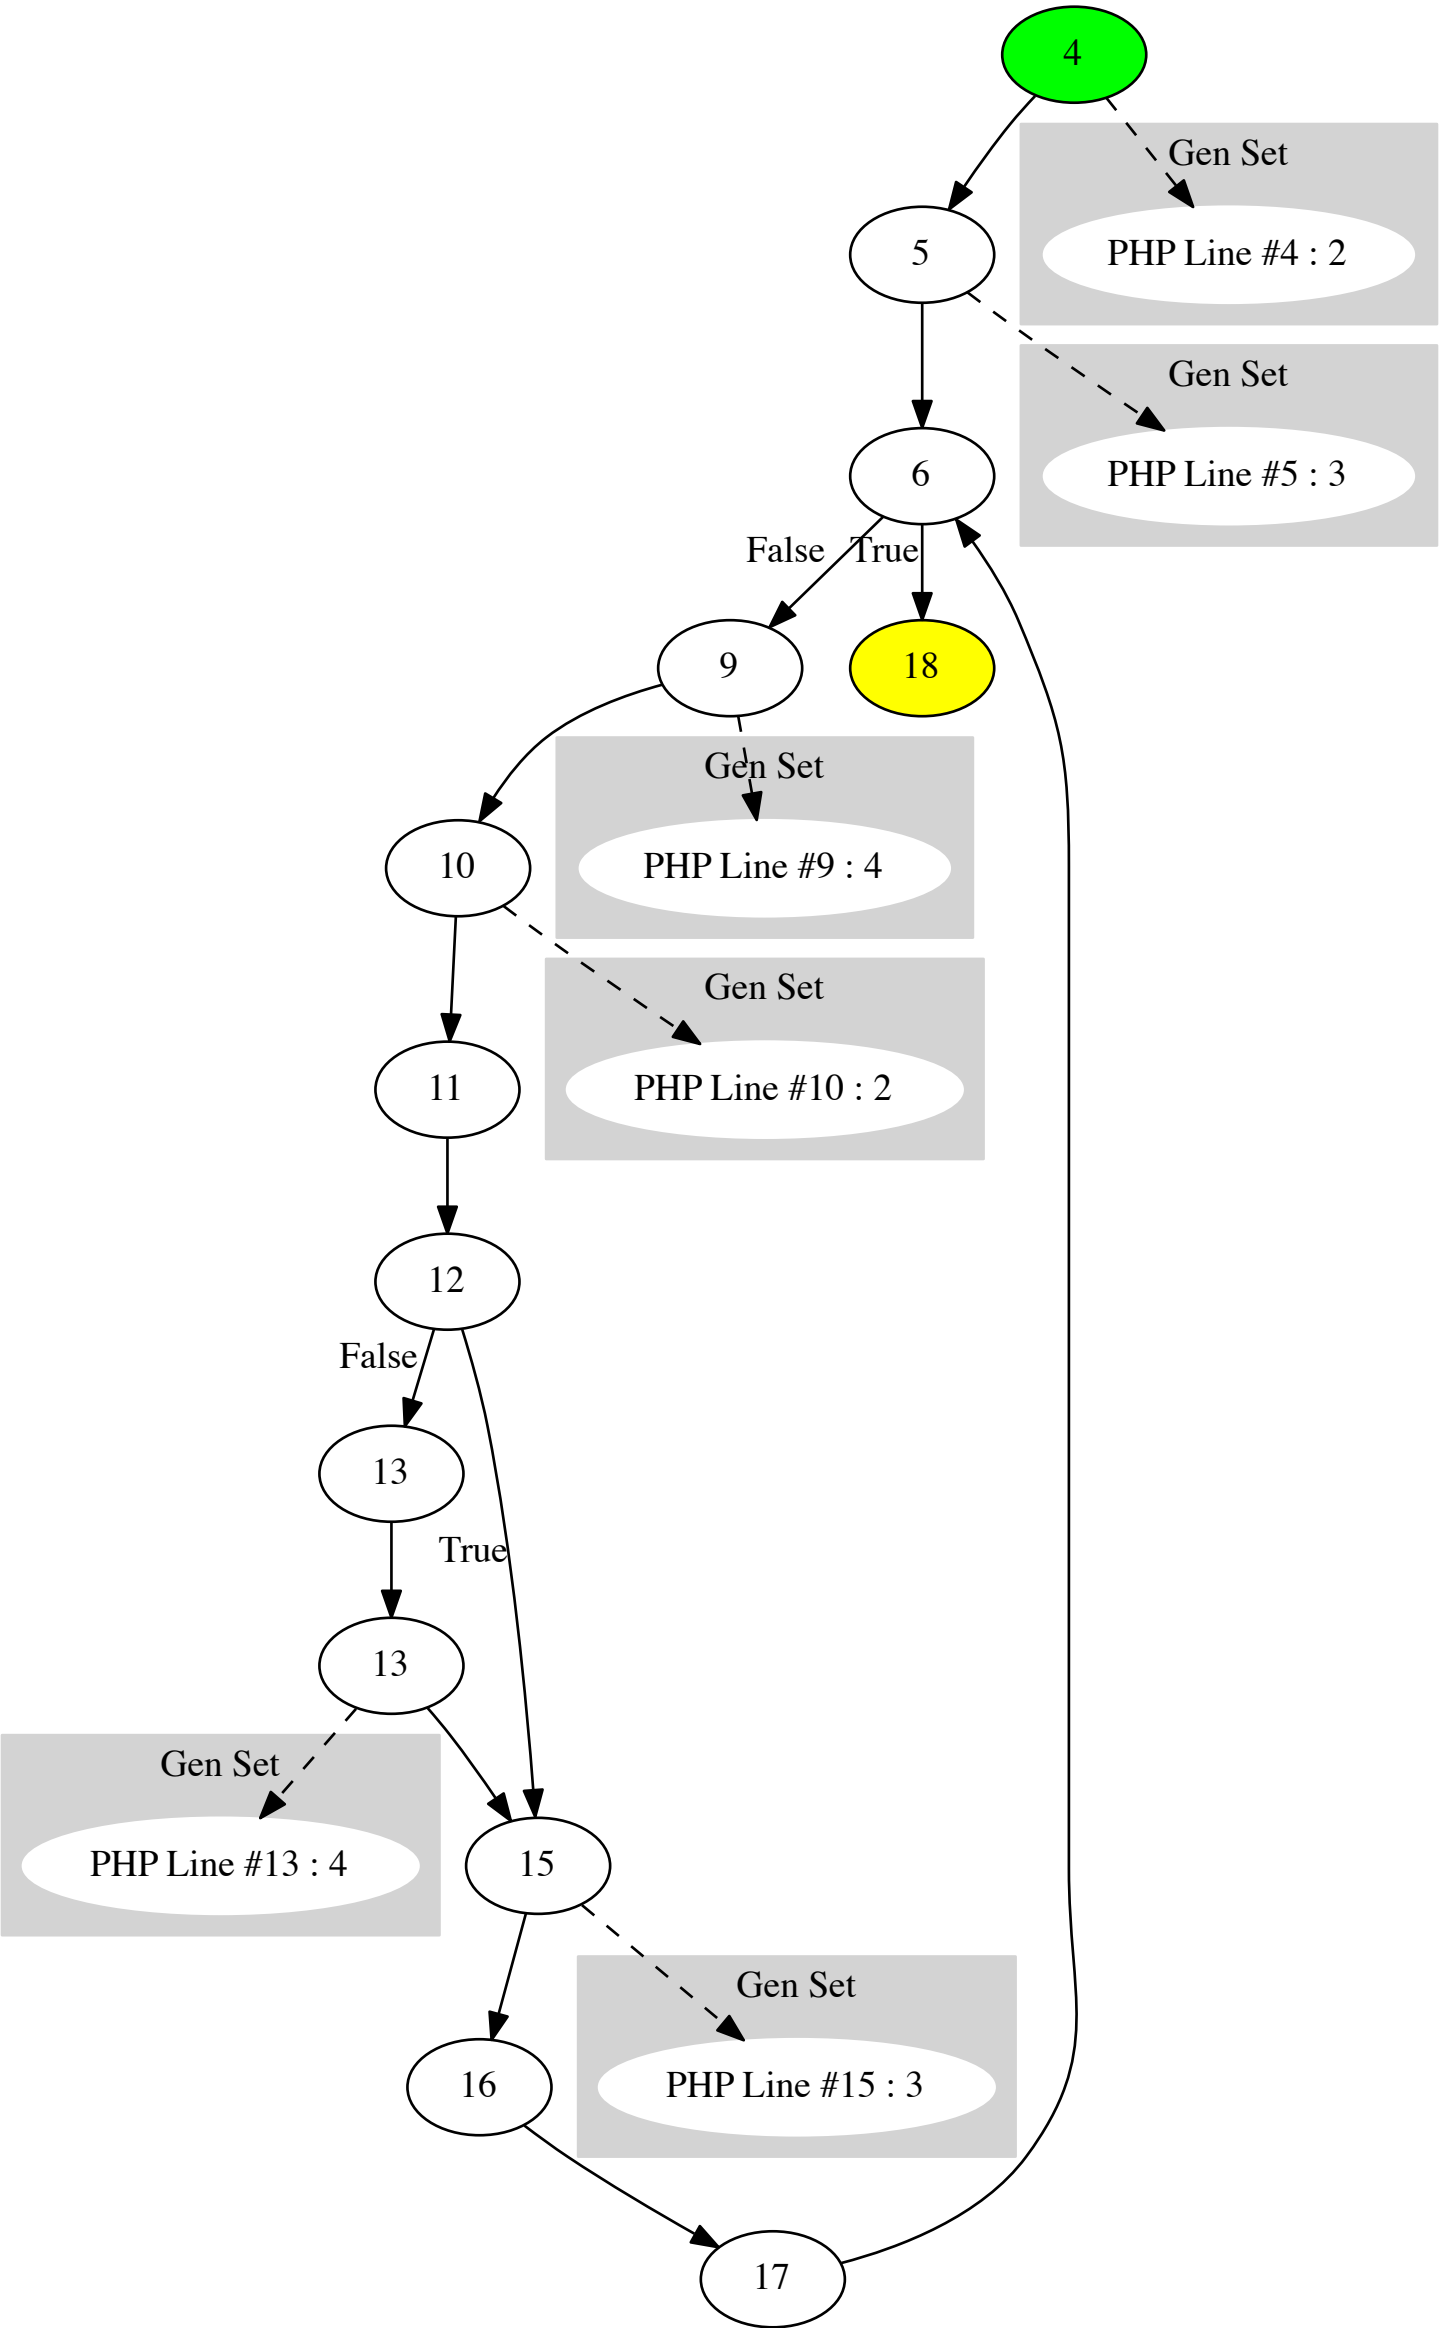 4
Gen Set
5
PHP Line #4 : 2
Gen Set
6
PHP Line #5 : 3
False
True
9
18
Gen Set
10
PHP Line #9 : 4
Gen Set
11
PHP Line #10 : 2
12
False
13
True
13
Gen Set
PHP Line #13 : 4
15
Gen Set
16
PHP Line #15 : 3
17